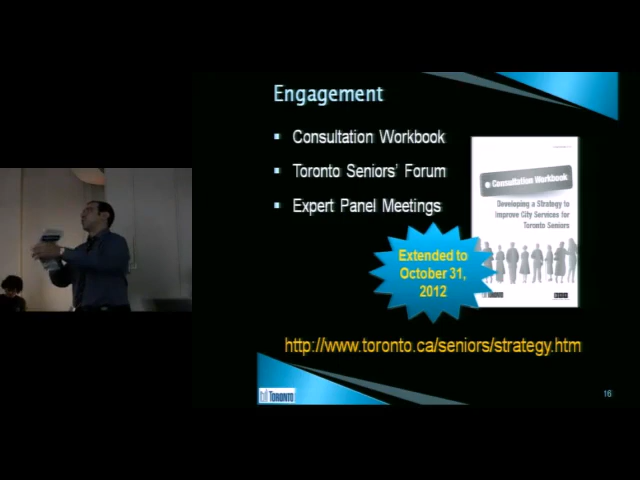 Engagement
Consultation Workbook
Toronto Seniors' Forum
Expert Panel Meetings
Consultation Workbook
Developing a Strategy to
Improve City Services for
Toronto Seniors
Extended to
October 31,
2012
http://www.toronto.ca/seniors/strategy.htm
TORONTO
16